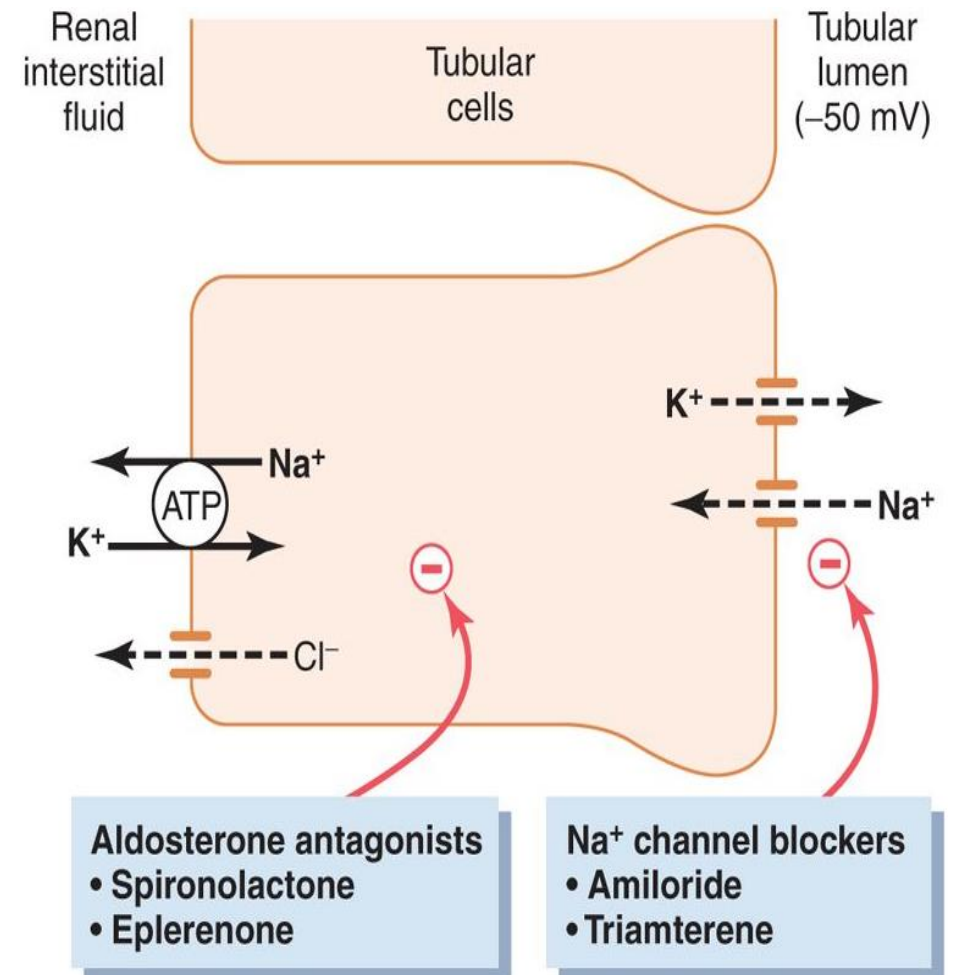 Renal
interstitial
fluid
Tubular
cells
Tubular
lumen
(–50 mV)
K⁺
Na⁺
ATP
Na⁺
K⁺
Cl⁻
Aldosterone antagonists
• Spironolactone
• Eplerenone
Na⁺ channel blockers
• Amiloride
• Triamterene